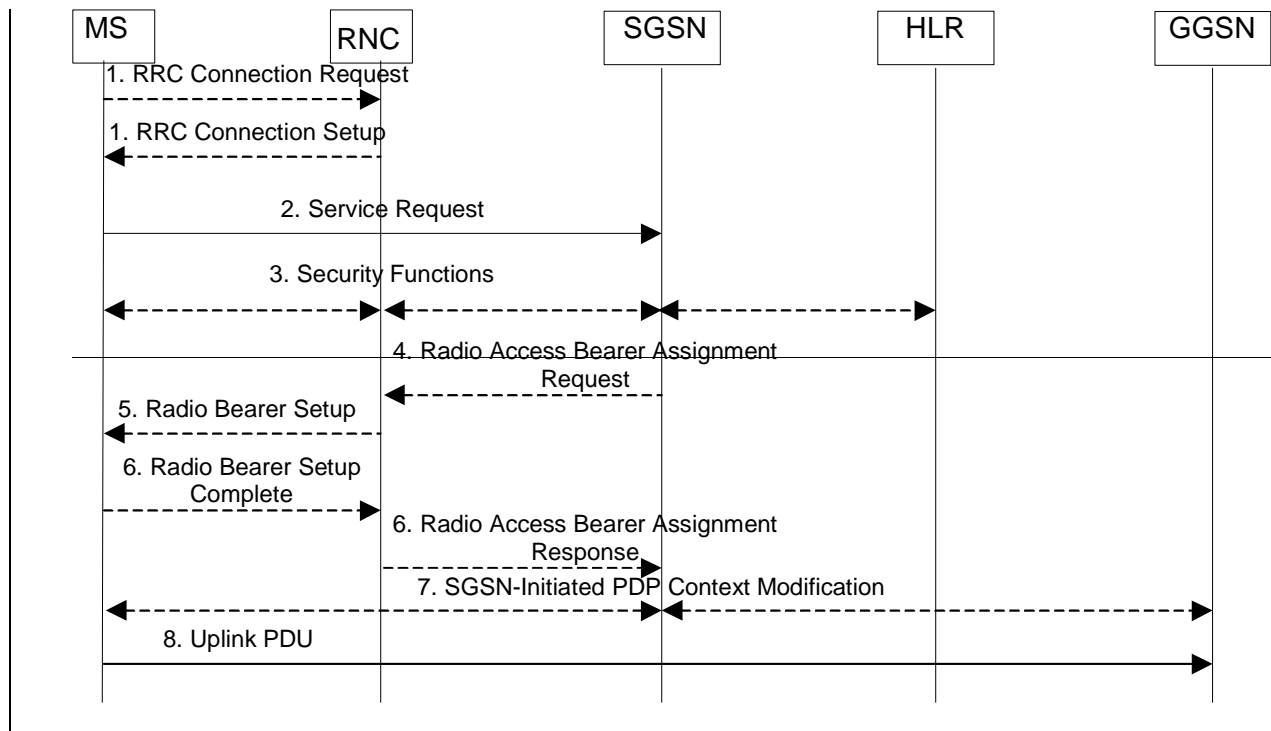 MS
RNC
SGSN
HLR
GGSN
1. RRC Connection Request
1. RRC Connection Setup
2. Service Request
3. Security Functions
4. Radio Access Bearer Assignment
Request
5. Radio Bearer Setup
6. Radio Bearer Setup
Complete
6. Radio Access Bearer Assignment
Response
7. SGSN-Initiated PDP Context Modification
8. Uplink PDU